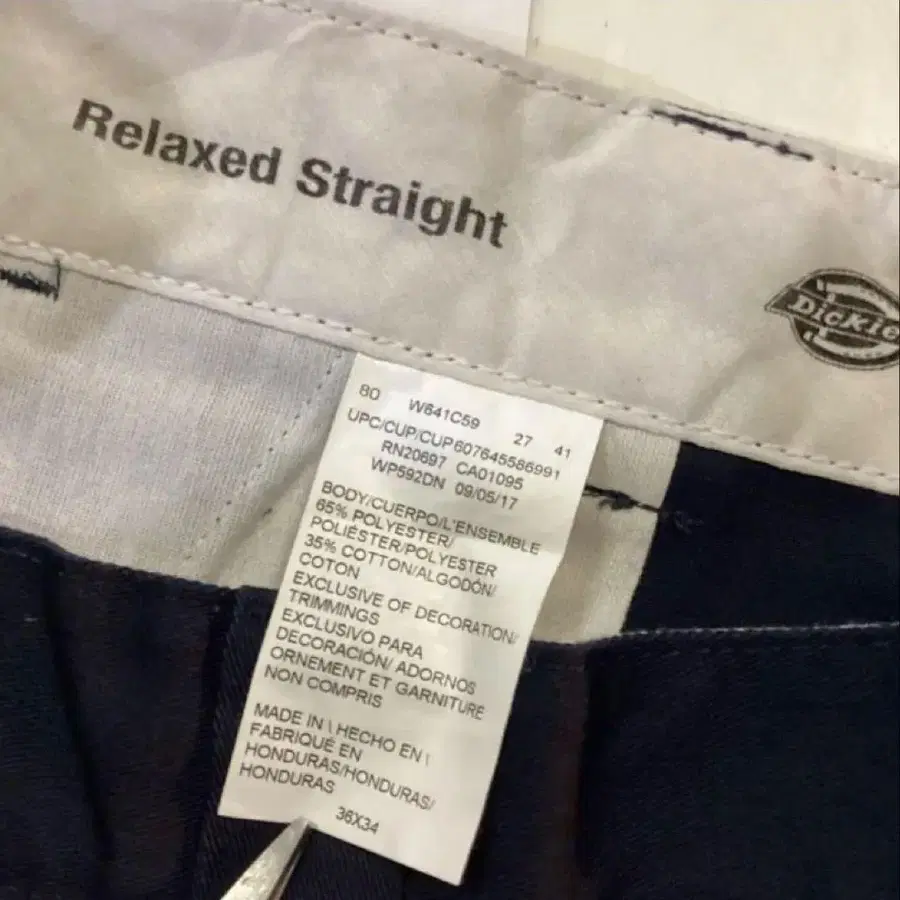 Relaxed Straight
Dickie
80 W641C59 27 41
UPC/CUP/CUP607645586991
RN20697 CA01095
WP592DN 09/05/17
BODY/CUERPO/L'ENSEMBLE
65% POLYESTER/
POLIÉSTER/POLYESTER
35% COTTON/ALGODÓN/
COTON
EXCLUSIVE OF DECORATION/
TRIMMINGS
EXCLUSIVO PARA
DECORACIÓN/ ADORNOS
ORNEMENT ET GARNITURE
NON COMPRIS
MADE IN \ HECHO EN \
FABRIQUÉ EN
HONDURAS/HONDURAS/
HONDURAS
36X34